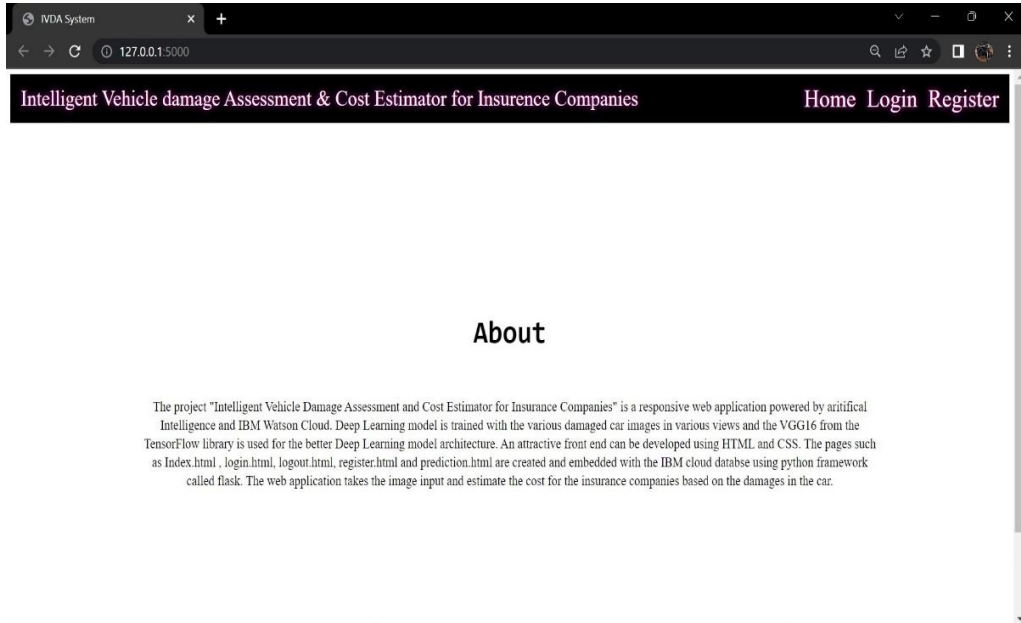 IVDA System
127.0.0.1:5000
Intelligent Vehicle damage Assessment & Cost Estimator for Insurence Companies
Home Login Register
About
The project "Intelligent Vehicle Damage Assessment and Cost Estimator for Insurance Companies" is a responsive web application powered by aritifical
Intelligence and IBM Watson Cloud. Deep Learning model is trained with the various damaged car images in various views and the VGG16 from the
TensorFlow library is used for the better Deep Learning model architecture. An attractive front end can be developed using HTML and CSS. The pages such
as Index.html , login.html, logout.html, register.html and prediction.html are created and embedded with the IBM cloud databse using python framework
called flask. The web application takes the image input and estimate the cost for the insurance companies based on the damages in the car.